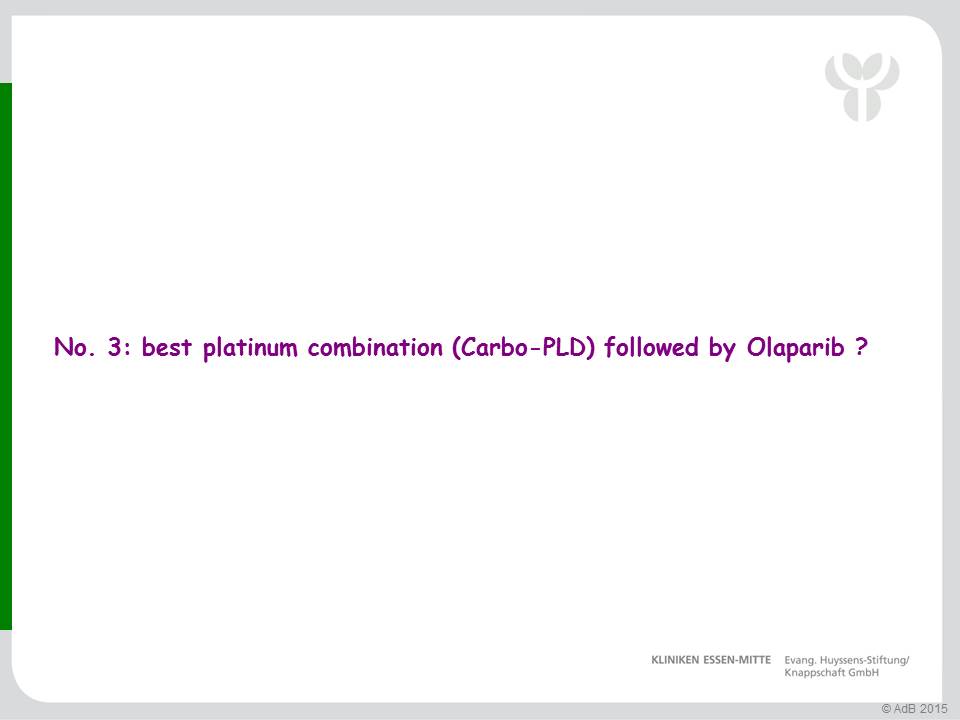 No. 3: best platinum combination (Carbo-PLD) followed by Olaparib ?
KLINIKEN ESSEN-MITTE Evang. Huyssens-Stiftung/
Knappschaft GmbH
© AdB 2015